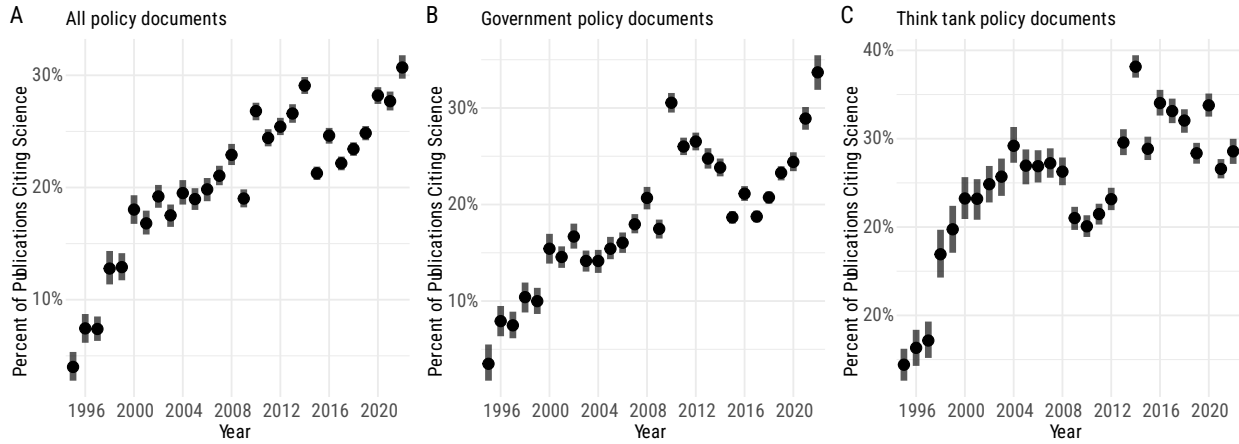 A All policy documents
Percent of Publications Citing Science
30%
20%
10%
1996 2000 2004 2008 2012 2016 2020
Year
B Government policy documents
Percent of Publications Citing Science
30%
20%
10%
1996 2000 2004 2008 2012 2016 2020
Year
C Think tank policy documents
Percent of Publications Citing Science
40%
30%
20%
20%
1996 2000 2004 2008 2012 2016 2020
Year